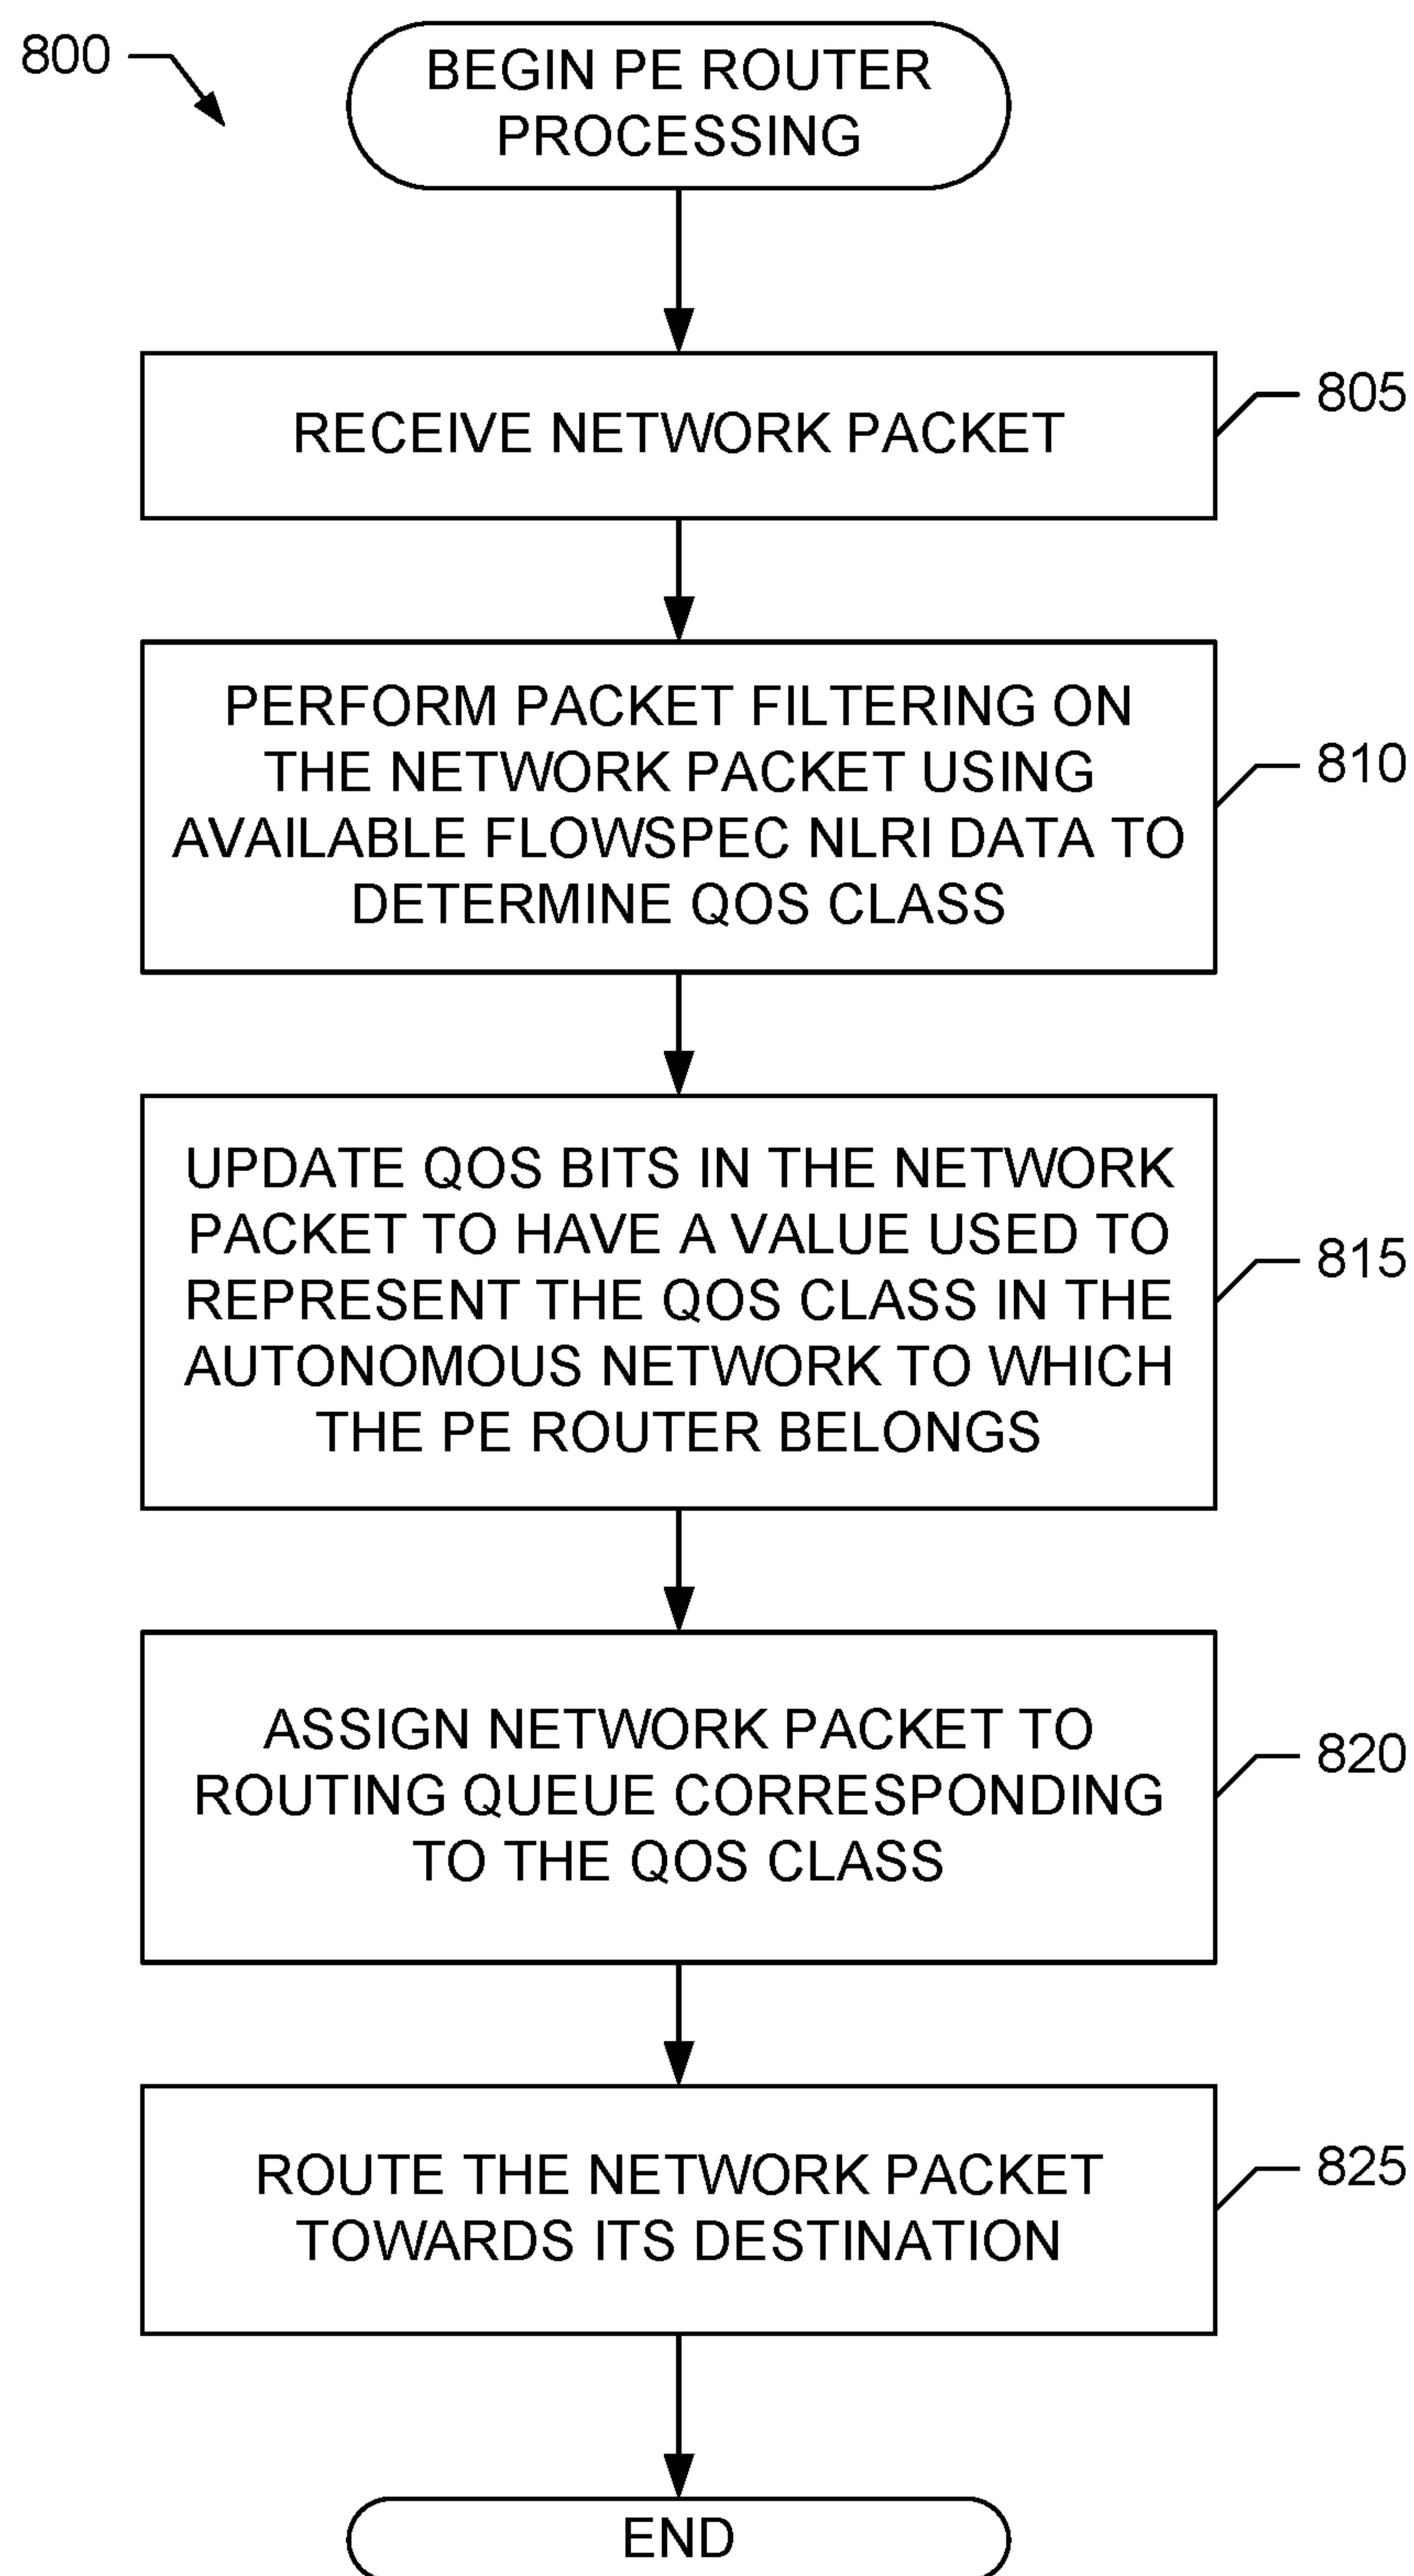 800
BEGIN PE ROUTER
PROCESSING
RECEIVE NETWORK PACKET
805
PERFORM PACKET FILTERING ON
THE NETWORK PACKET USING
AVAILABLE FLOWSPEC NLRI DATA TO
DETERMINE QOS CLASS
810
UPDATE QOS BITS IN THE NETWORK
PACKET TO HAVE A VALUE USED TO
REPRESENT THE QOS CLASS IN THE
AUTONOMOUS NETWORK TO WHICH
THE PE ROUTER BELONGS
815
ASSIGN NETWORK PACKET TO
ROUTING QUEUE CORRESPONDING
TO THE QOS CLASS
820
ROUTE THE NETWORK PACKET
TOWARDS ITS DESTINATION
825
END